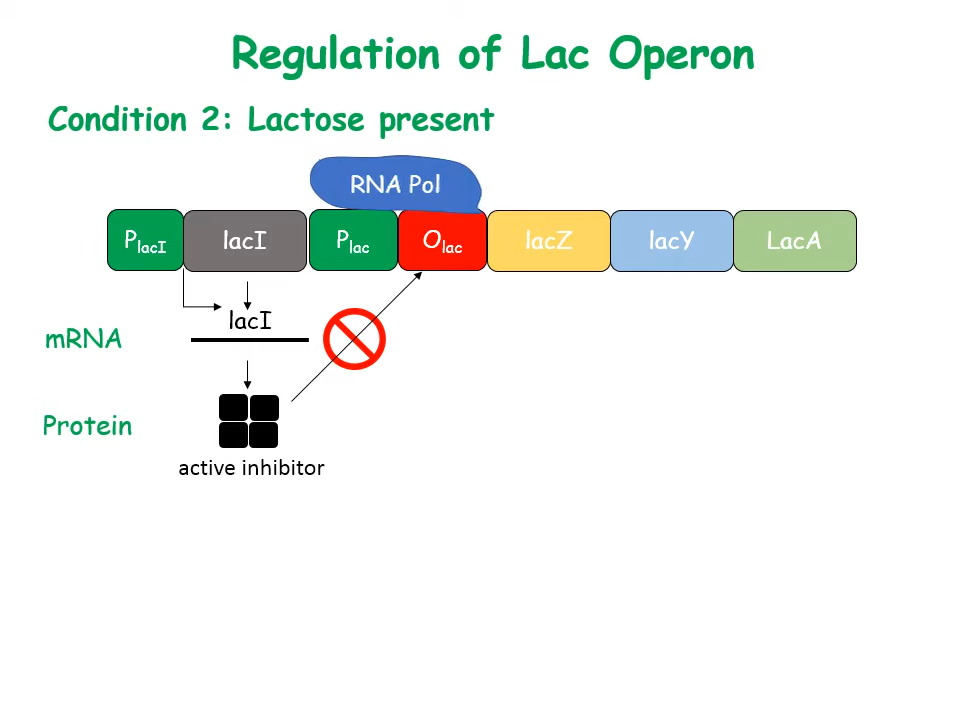 Regulation of Lac Operon
Condition 2: Lactose present
RNA Pol
PlacI lacI Plac Olac lacZ lacY LacA
lacI
mRNA
Protein
active inhibitor